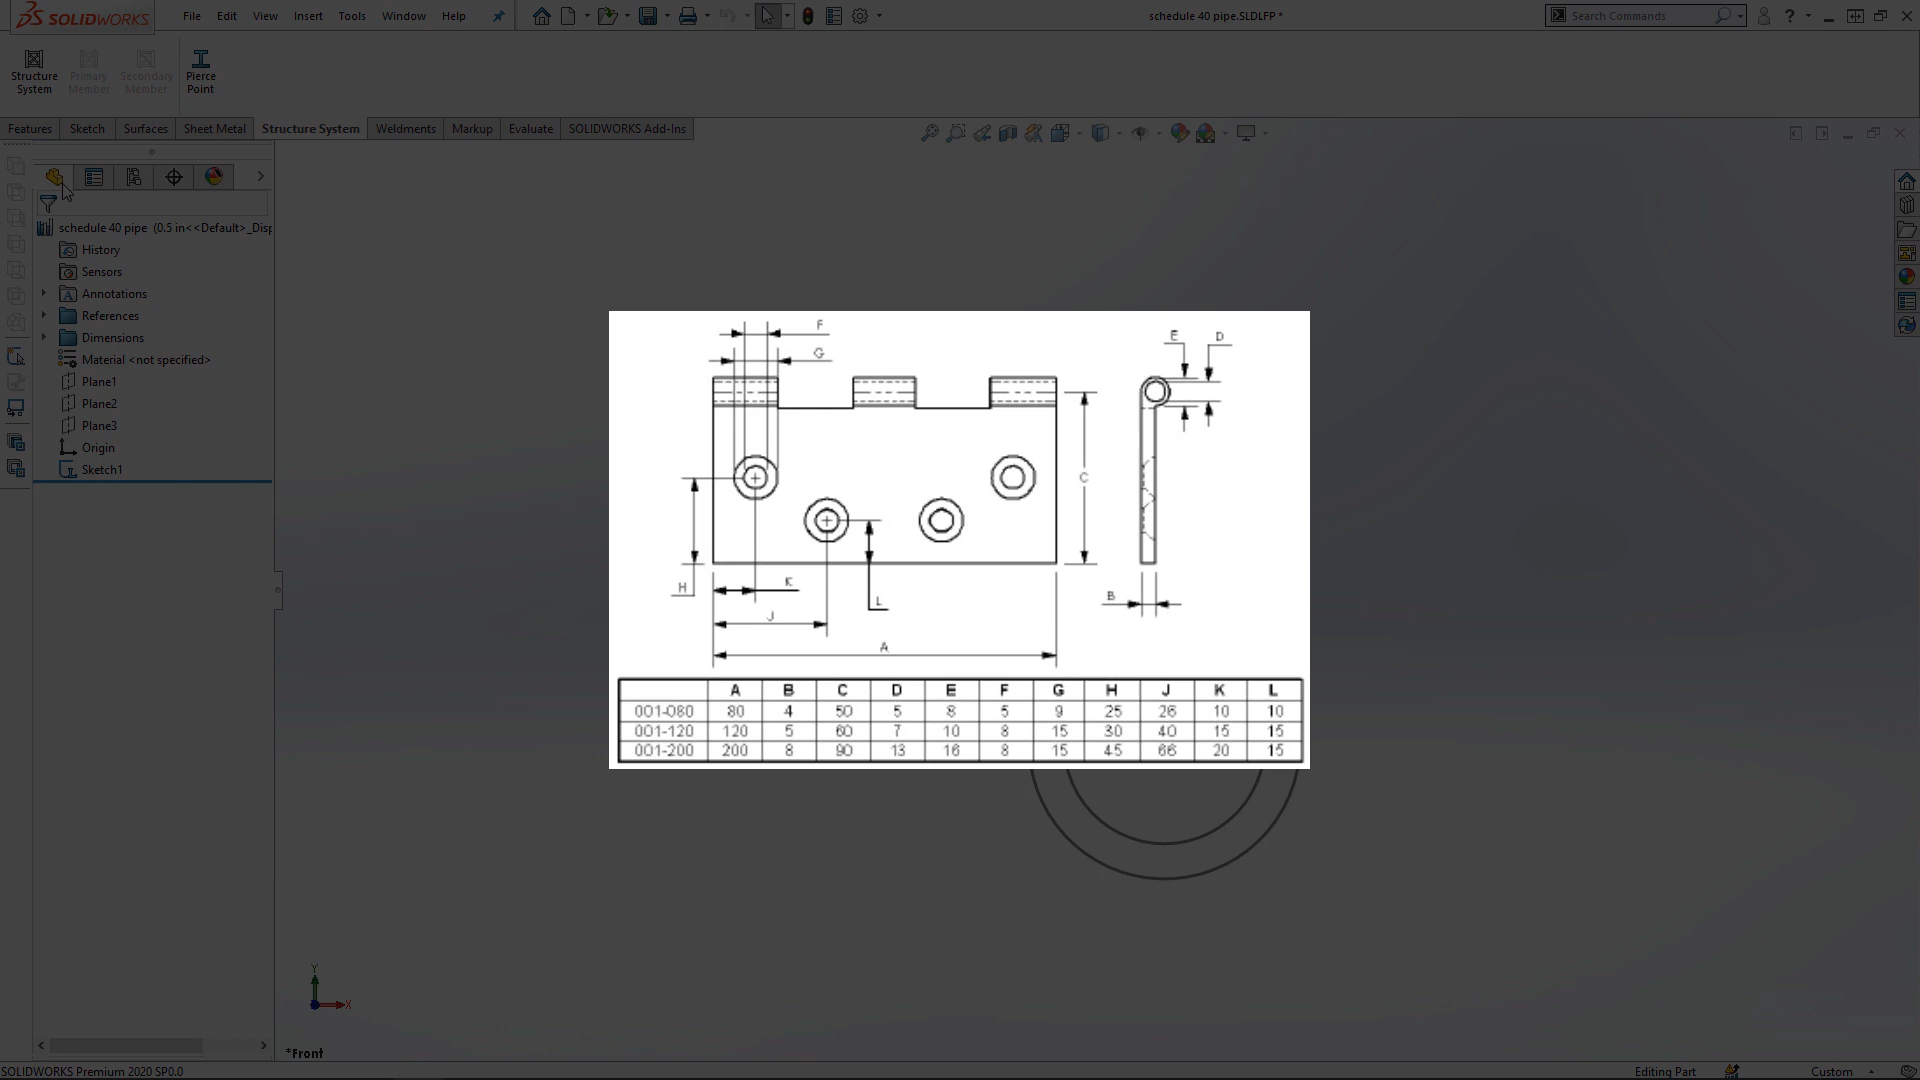 SOLIDWORKS File Edit View Insert Tools Window Help schedule 40 pipe.SLDLFP * Search Commands
Structure System
Primary Member
Secondary Member
Pierce Point
Features Sketch Surfaces Sheet Metal Structure System Weldments Markup Evaluate SOLIDWORKS Add-Ins
schedule 40 pipe (0.5 in<<Default>_Disp
History
Sensors
Annotations
References
Dimensions
Material <not specified>
Plane1
Plane2
Plane3
Origin
Sketch1
F
G
E D
C
H K
L
J
B
A
A B C D E F G H J K L
001-080 80 4 50 5 8 5 9 25 26 10 10
001-120 120 5 60 7 10 8 15 30 40 15 15
001-200 200 8 90 13 16 8 15 45 66 20 15
Y
X
*Front
SOLIDWORKS Premium 2020 SP0.0 Editing Part Custom